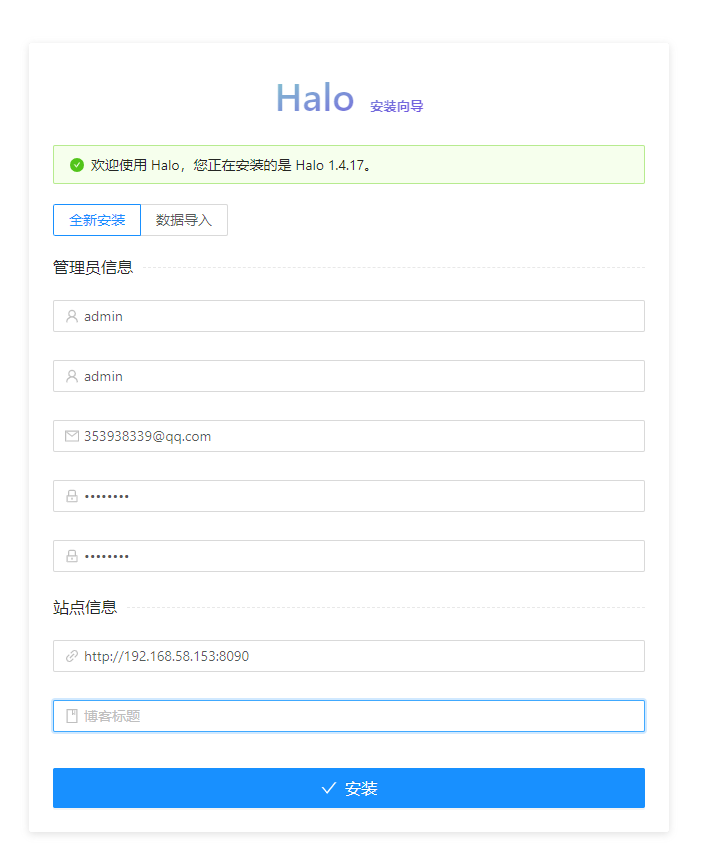 Halo 安装向导
欢迎使用 Halo，您正在安装的是 Halo 1.4.17。
全新安装 数据导入
管理员信息
admin
admin
353938339@qq.com
••••••••
••••••••
站点信息
http://192.168.58.153:8090
博客标题
安装